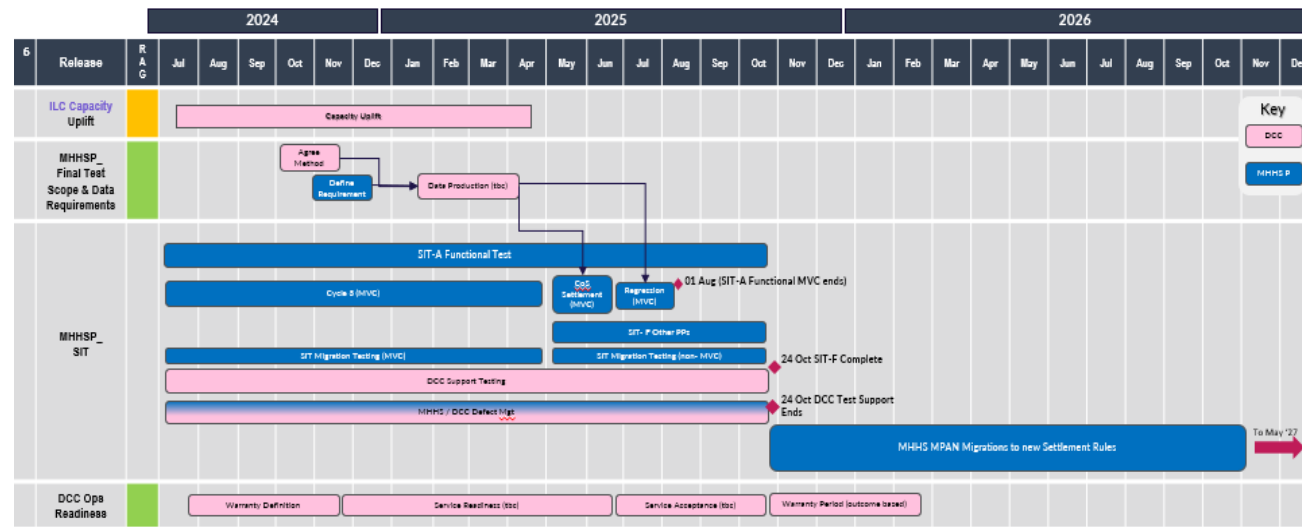 2024 2025 2026
6 Release R A G Jul Aug Sep Oct Nov Dec Jan Feb Mar Apr May Jun Jul Aug Sep Oct Nov Dec Jan Feb Mar Apr May Jun Jul Aug Sep Oct Nov De
ILC Capacity
Uplift
Capacity Uplift
Key
DCC
MHHS P
MHHSP_
Final Test
Scope & Data
Requirements
Agree
Method
Define
Requirement
Data Production (tbc)
MHHSP_
SIT
SIT-A Functional Test
Cycle 3 (MVC)
CoS
Settlement
(MVC)
Regression
(MVC)
01 Aug (SIT-A Functional MVC ends)
SIT- F Other PPs
SIT Migration Testing (MVC)
SIT Migration Testing (non- MVC)
24 Oct SIT-F Complete
DCC Support Testing
MHHS / DCC Defect Mgt
24 Oct DCC Test Support
Ends
MHHS MPAN Migrations to new Settlement Rules
To May '27
DCC Ops
Readiness
Warranty Definition
Service Readiness (tbc)
Service Acceptance (tbc)
Warranty Period (outcome based)